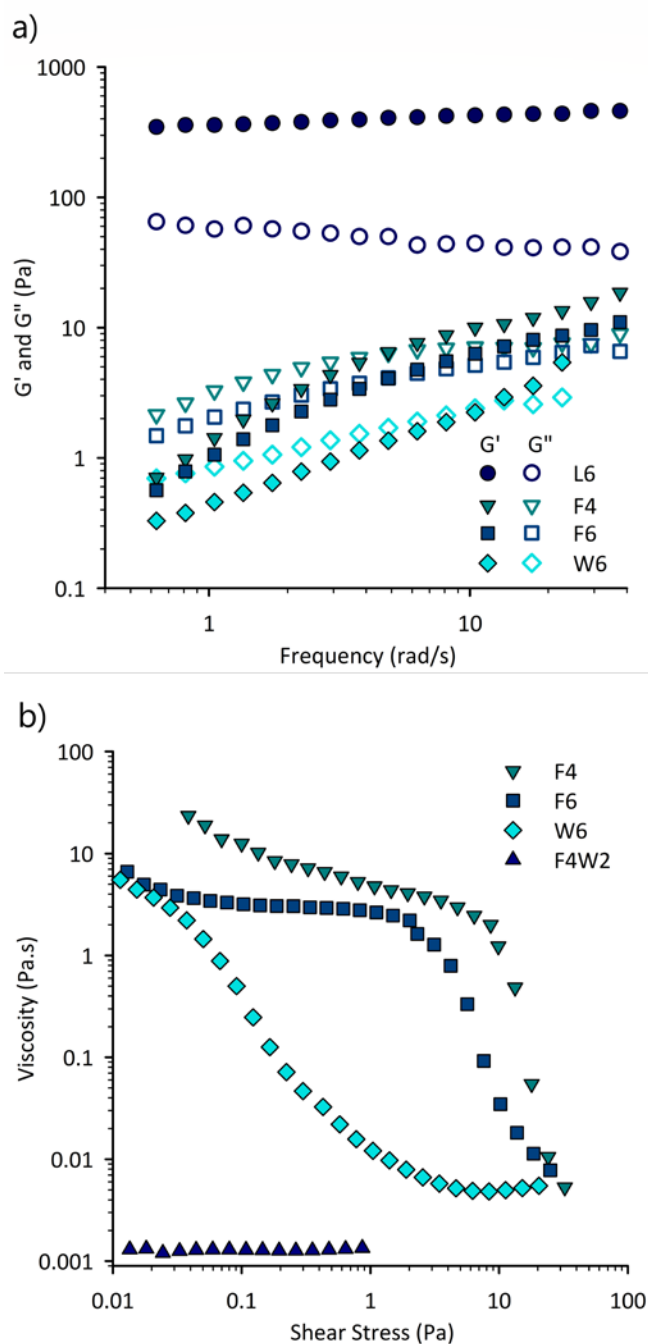 a)
1000
100
10
1
0.1
G' and G" (Pa)
G' G"
L6
F4
F6
W6
1 10
Frequency (rad/s)
b)
100
10
1
0.1
0.01
0.001
Viscosity (Pa.s)
F4
F6
W6
F4W2
0.01 0.1 1 10 100
Shear Stress (Pa)